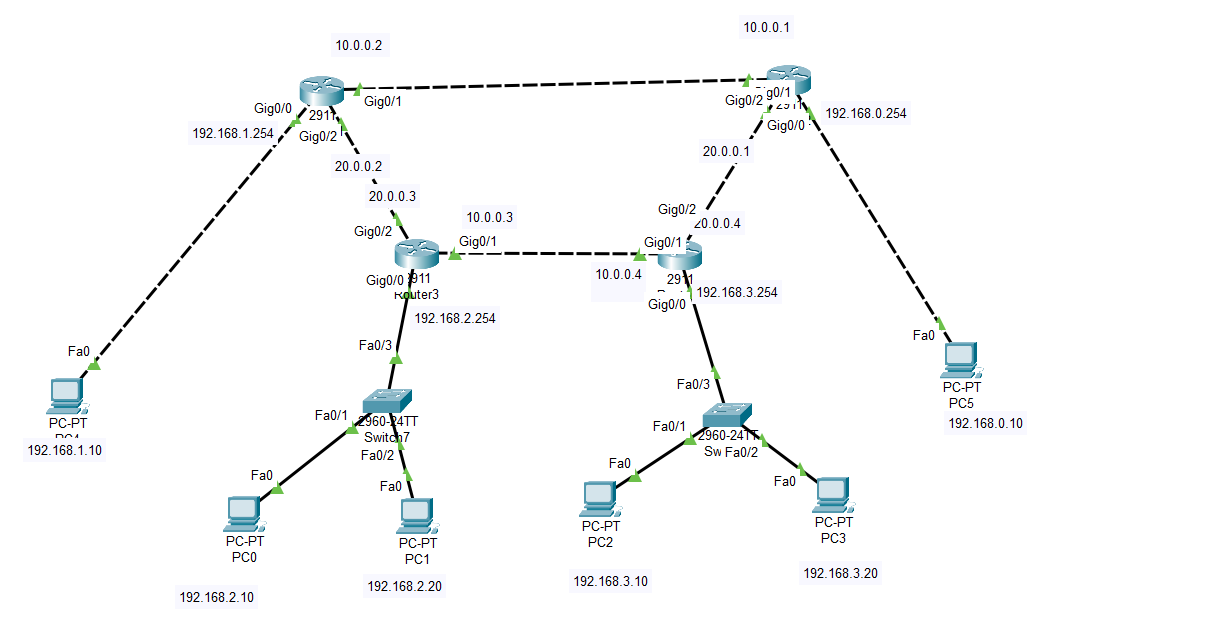 10.0.0.1
10.0.0.2
Gig0/1
Gig0/2
Gig0/1
2911
Gig0/0
192.168.0.254
Gig0/0
2911
192.168.1.254
Gig0/2
20.0.0.1
20.0.0.2
20.0.0.3
Gig0/2
10.0.0.3
20.0.0.4
Gig0/2
Gig0/1
Gig0/1
10.0.0.4
Gig0/0
2911
Router3
2911
192.168.3.254
Gig0/0
192.168.2.254
Fa0
Fa0/3
Fa0
PC-PT
PC5
192.168.0.10
Fa0/3
PC-PT
192.168.1.10
Fa0/1
2960-24TT
Switch7
Fa0/2
Fa0/1
2960-24TT
Fa0/2
Fa0
Fa0
Fa0
Fa0
PC-PT
PC0
PC-PT
PC1
PC-PT
PC2
PC-PT
PC3
192.168.2.10
192.168.2.20
192.168.3.10
192.168.3.20